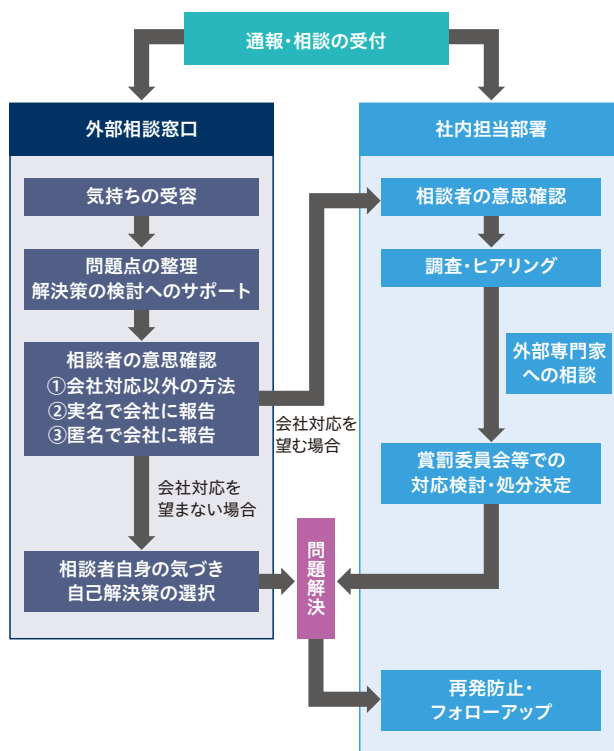 通報・相談の受付
外部相談窓口
気持ちの受容
問題点の整理
解決策の検討へのサポート
相談者の意思確認
①会社対応以外の方法
②実名で会社に報告
③匿名で会社に報告
会社対応を
望む場合
会社対応を
望まない場合
相談者自身の気づき
自己解決策の選択
社内担当部署
相談者の意思確認
調査・ヒアリング
外部専門家
への相談
賞罰委員会等での
対応検討・処分決定
問題解決
再発防止・
フォローアップ